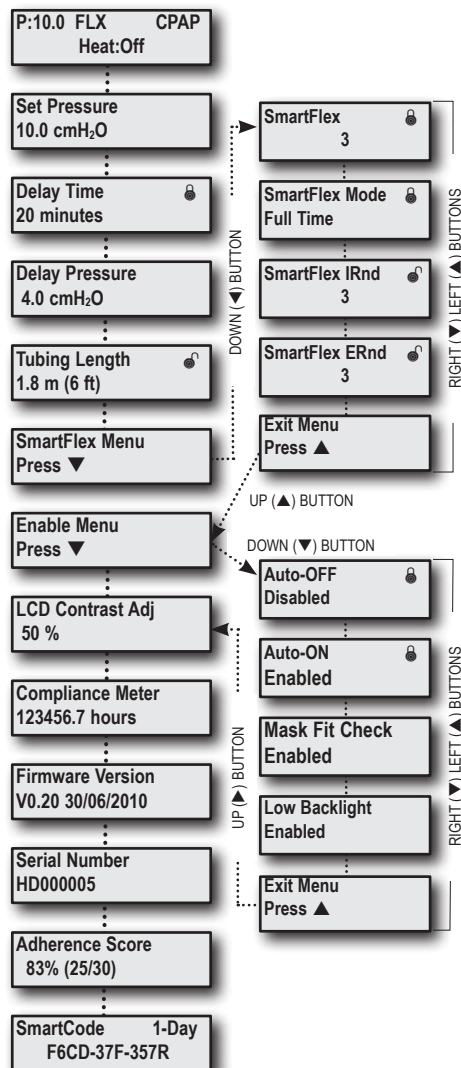 P:10.0 FLX CPAP
Heat:Off
Set Pressure
10.0 cmH₂O
Delay Time
20 minutes
Delay Pressure
4.0 cmH₂O
Tubing Length
1.8 m (6 ft)
SmartFlex Menu
Press ▼
DOWN (▼) BUTTON
SmartFlex
3
SmartFlex Mode
Full Time
SmartFlex IRnd
3
SmartFlex ERnd
3
Exit Menu
Press ▲
RIGHT (▼) LEFT (▲) BUTTONS
UP (▲) BUTTON
Enable Menu
Press ▼
DOWN (▼) BUTTON
LCD Contrast Adj
50 %
Compliance Meter
123456.7 hours
Firmware Version
V0.20 30/06/2010
Serial Number
HD000005
Adherence Score
83% (25/30)
SmartCode 1-Day
F6CD-37F-357R
UP (▲) BUTTON
Auto-OFF
Disabled
Auto-ON
Enabled
Mask Fit Check
Enabled
Low Backlight
Enabled
Exit Menu
Press ▲
RIGHT (▼) LEFT (▲) BUTTONS